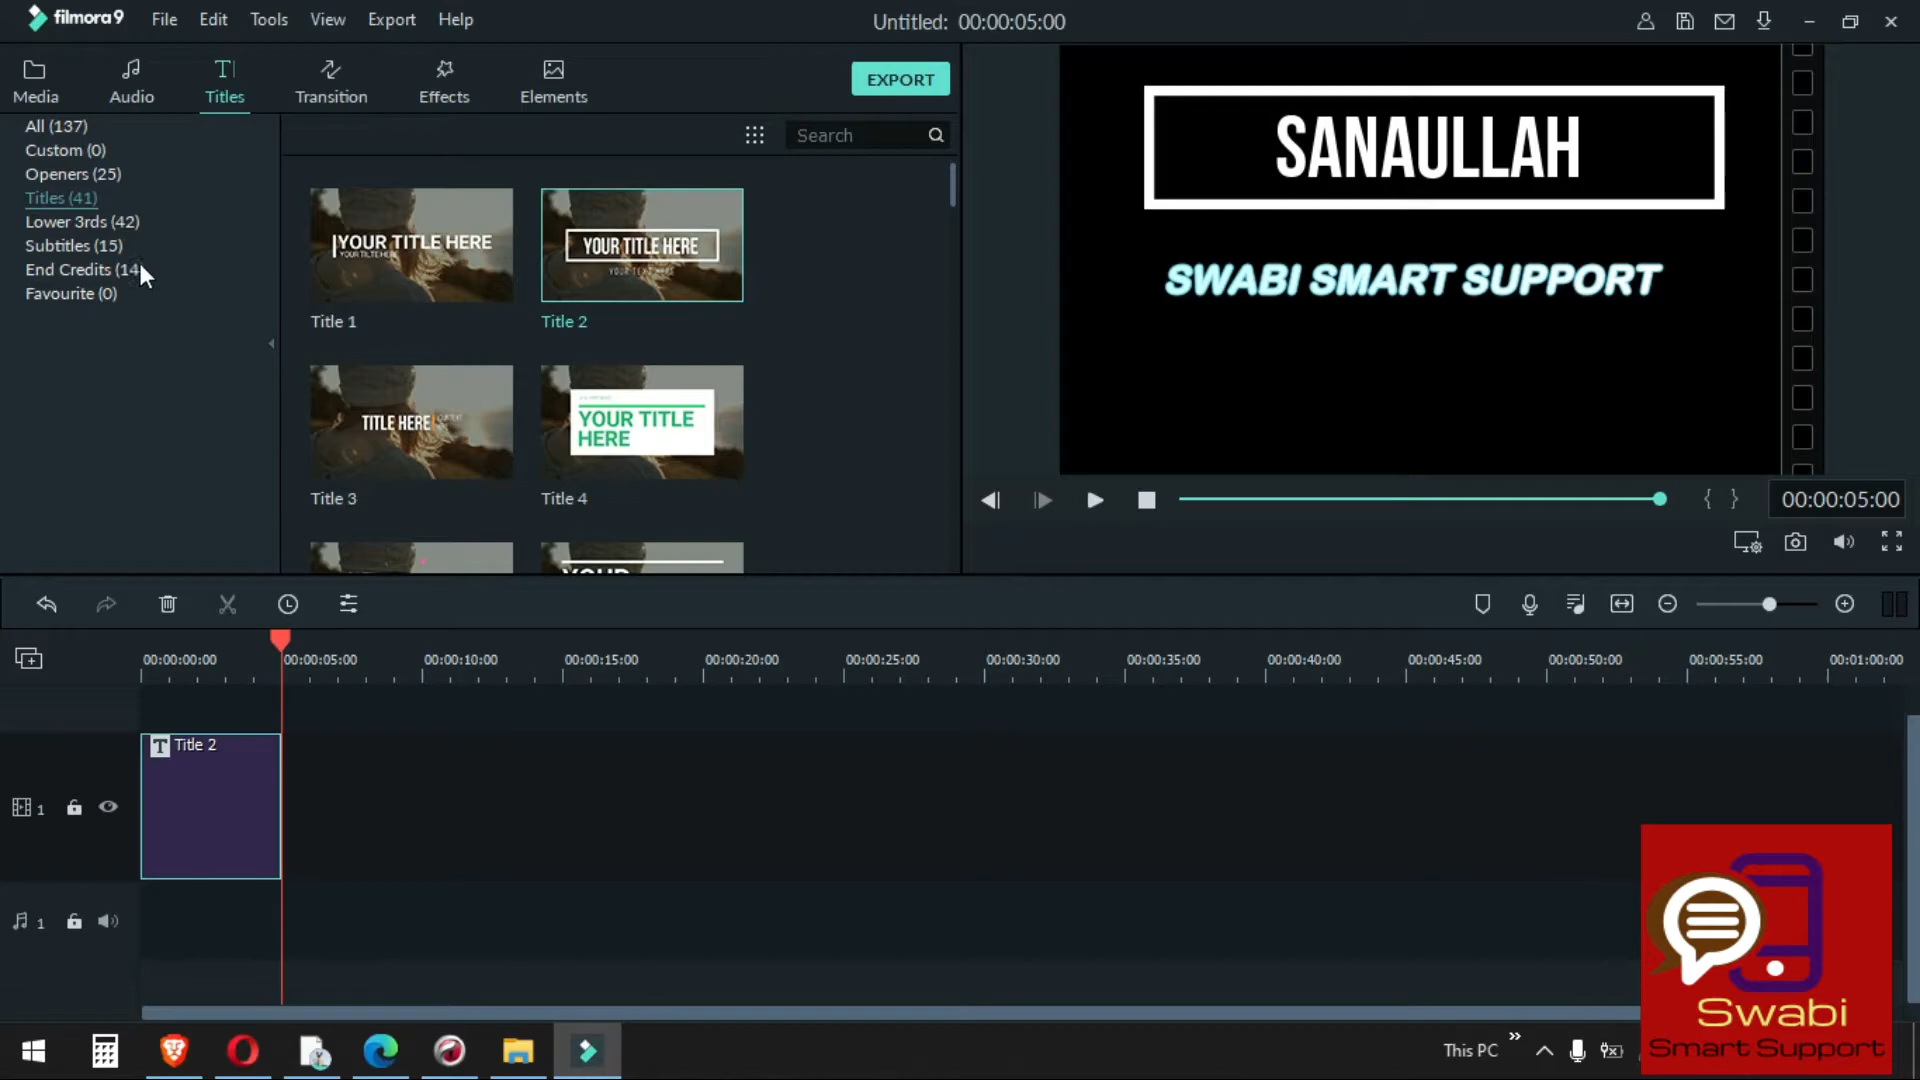 filmora9 File Edit Tools View Export Help Untitled: 00:00:05:00
Media Audio Titles Transition Effects Elements EXPORT
All (137)
Custom (0)
Openers (25)
Titles (41)
Lower 3rds (42)
Subtitles (15)
End Credits (14
Favourite (0)
Search
YOUR TITLE HERE
Title 1
YOUR TITLE HERE
YOUR TEXT HERE
Title 2
TITLE HERE
Title 3
YOUR TITLE
HERE
Title 4
SANAULLAH
SWABI SMART SUPPORT
{ } 00:00:05:00
00:00:00:00 00:00:05:00 00:00:10:00 00:00:15:00 00:00:20:00 00:00:25:00 00:00:30:00 00:00:35:00 00:00:40:00 00:00:45:00 00:00:50:00 00:00:55:00 00:01:00:00
T Title 2
1
1
Swabi
Smart Support
This PC